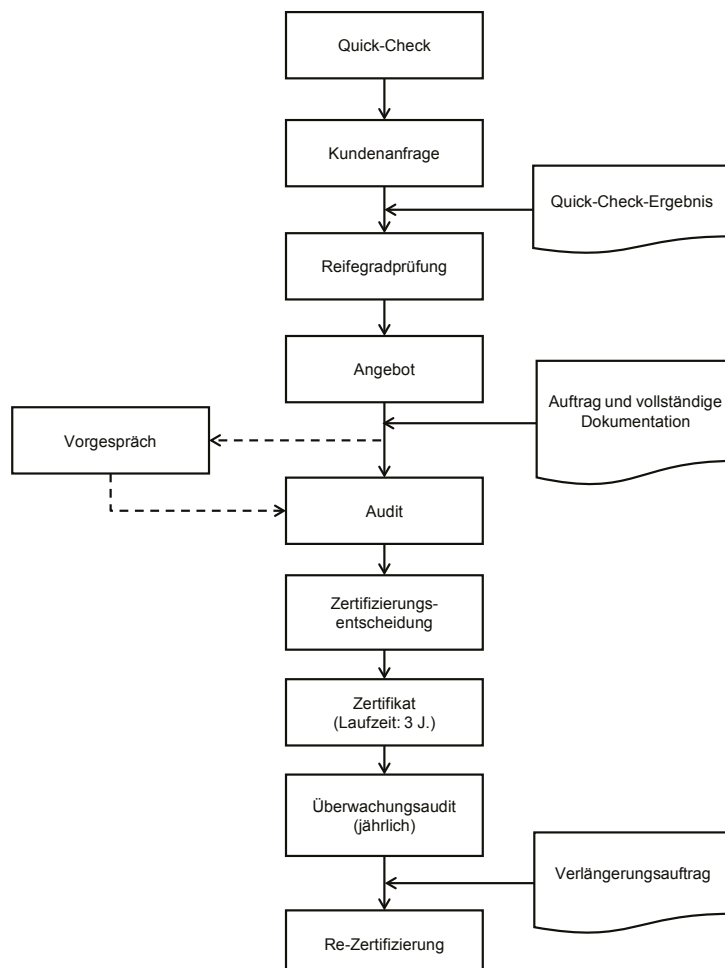 Quick-Check
Kundenanfrage
Quick-Check-Ergebnis
Reifegradprüfung
Angebot
Auftrag und vollständige
Dokumentation
Vorgespräch
Audit
Zertifizierungs-
entscheidung
Zertifikat
(Laufzeit: 3 J.)
Überwachungsaudit
(jährlich)
Verlängerungsauftrag
Re-Zertifizierung